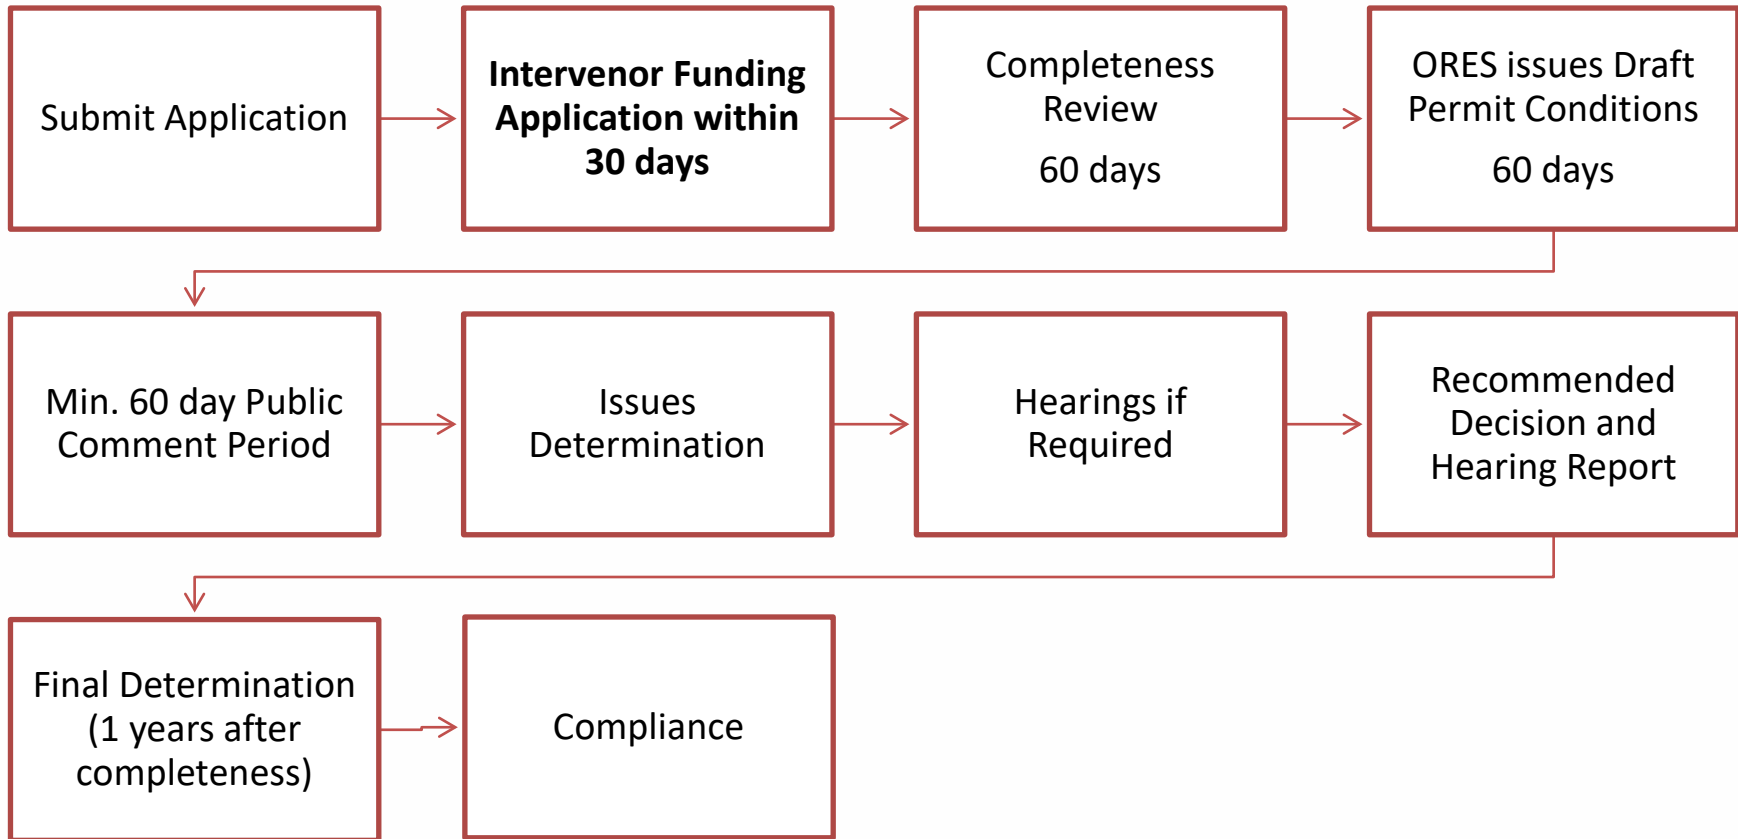 Submit Application
Intervenor Funding
Application within
30 days
Completeness
Review
60 days
ORES issues Draft
Permit Conditions
60 days
Min. 60 day Public
Comment Period
Issues
Determination
Hearings if
Required
Recommended
Decision and
Hearing Report
Final Determination
(1 years after
completeness)
Compliance